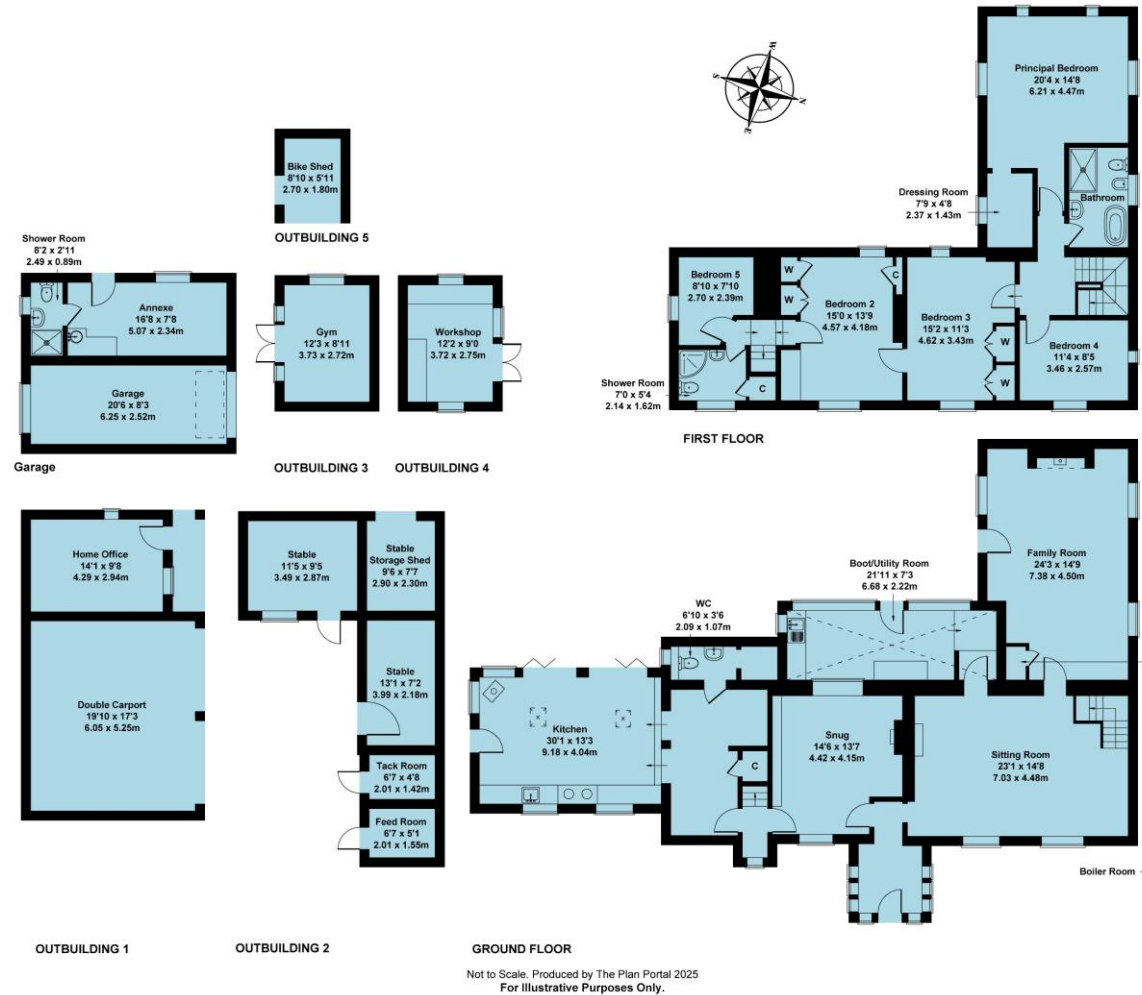 W
S
N
E
Principal Bedroom
20'4 x 14'8
6.21 x 4.47m
Bathroom
Dressing Room
7'9 x 4'8
2.37 x 1.43m
Bedroom 5
8'10 x 7'10
2.70 x 2.39m
W
W
C
Bedroom 2
15'0 x 13'9
4.57 x 4.18m
Bedroom 3
15'2 x 11'3
4.62 x 3.43m
W
W
Bedroom 4
11'4 x 8'5
3.46 x 2.57m
Shower Room
7'0 x 5'4
2.14 x 1.62m
C
FIRST FLOOR
Bike Shed
8'10 x 5'11
2.70 x 1.80m
OUTBUILDING 5
Shower Room
8'2 x 2'11
2.49 x 0.89m
Annexe
16'8 x 7'8
5.07 x 2.34m
Garage
20'6 x 8'3
6.25 x 2.52m
Garage
Gym
12'3 x 8'11
3.73 x 2.72m
OUTBUILDING 3
Workshop
12'2 x 9'0
3.72 x 2.75m
OUTBUILDING 4
Home Office
14'1 x 9'8
4.29 x 2.94m
Double Carport
19'10 x 17'3
6.05 x 5.25m
OUTBUILDING 1
Stable
11'5 x 9'5
3.49 x 2.87m
Stable
Storage Shed
9'6 x 7'7
2.90 x 2.30m
Stable
13'1 x 7'2
3.99 x 2.18m
Tack Room
6'7 x 4'8
2.01 x 1.42m
Feed Room
6'7 x 5'1
2.01 x 1.55m
OUTBUILDING 2
Family Room
24'3 x 14'9
7.38 x 4.50m
Boot/Utility Room
21'11 x 7'3
6.68 x 2.22m
WC
6'10 x 3'6
2.09 x 1.07m
Kitchen
30'1 x 13'3
9.18 x 4.04m
C
Snug
14'6 x 13'7
4.42 x 4.15m
Sitting Room
23'1 x 14'8
7.03 x 4.48m
Boiler Room
GROUND FLOOR
Not to Scale. Produced by The Plan Portal 2025
For Illustrative Purposes Only.